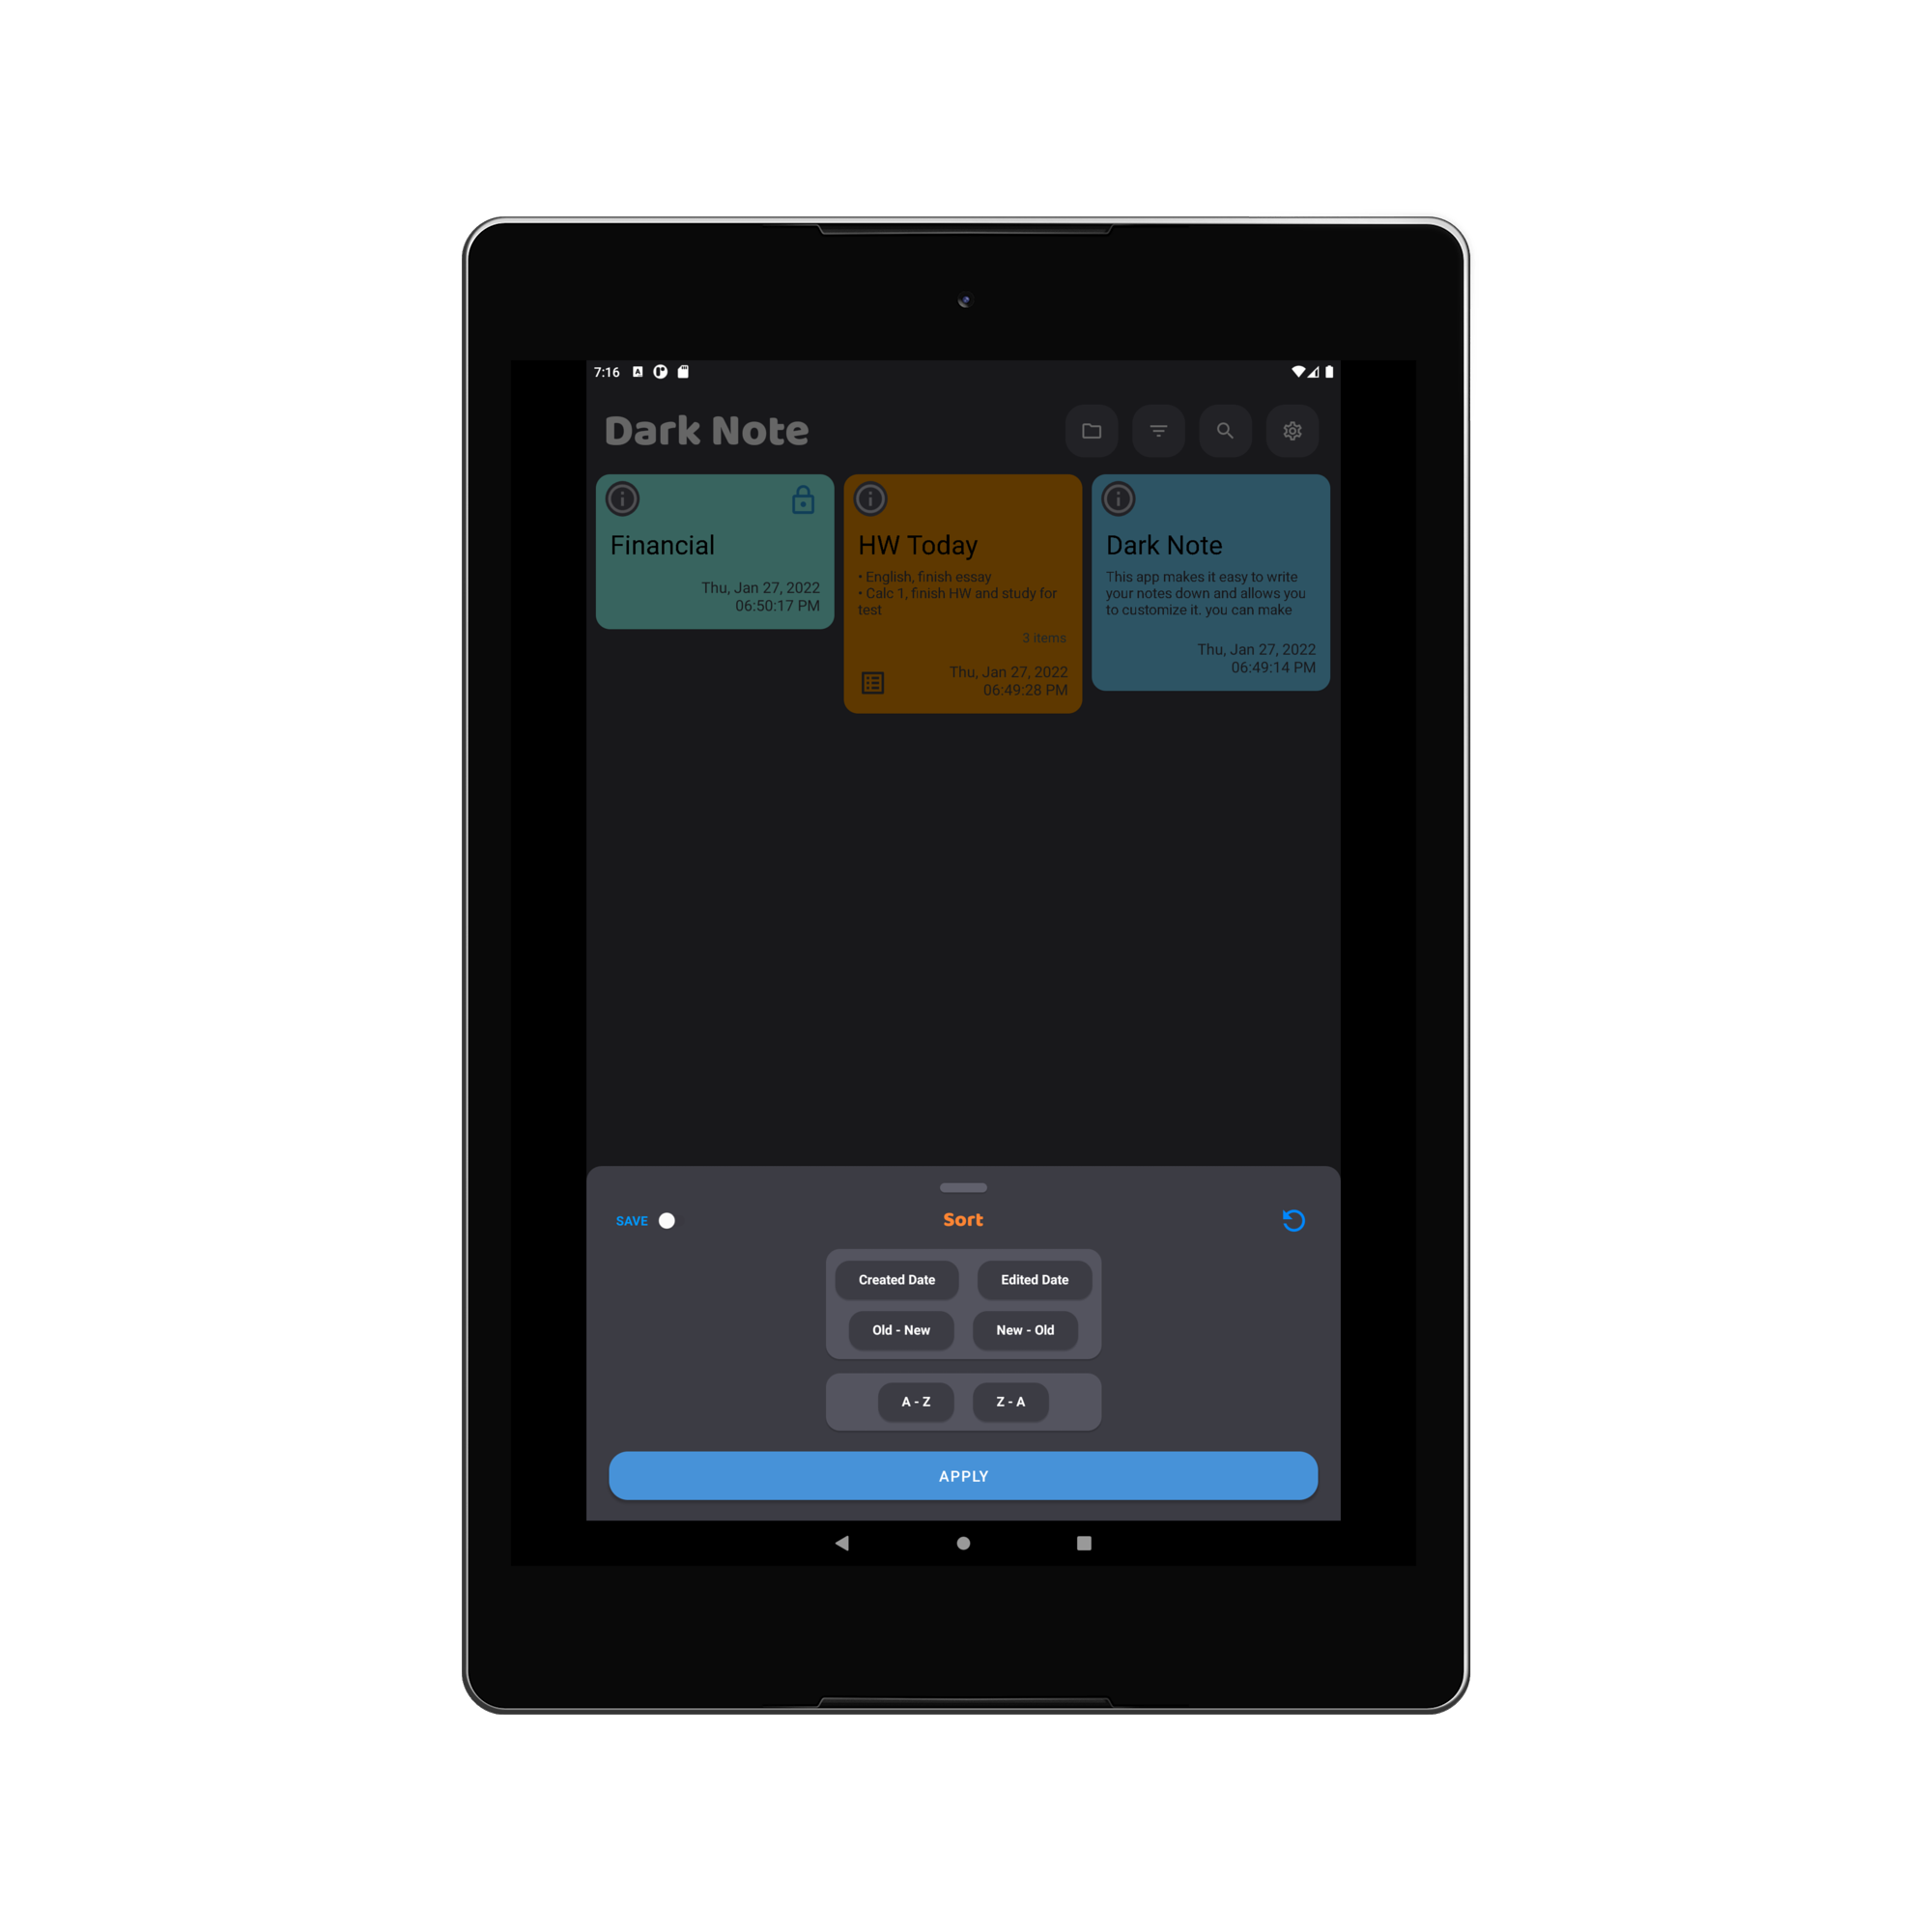 7:16
Dark Note
Financial
Thu, Jan 27, 2022
06:50:17 PM
HW Today
• English, finish essay
• Calc 1, finish HW and study for
test
3 items
Thu, Jan 27, 2022
06:49:28 PM
Dark Note
This app makes it easy to write
your notes down and allows you
to customize it. you can make
Thu, Jan 27, 2022
06:49:14 PM
SAVE
Sort
Created Date
Edited Date
Old - New
New - Old
A - Z
Z - A
APPLY